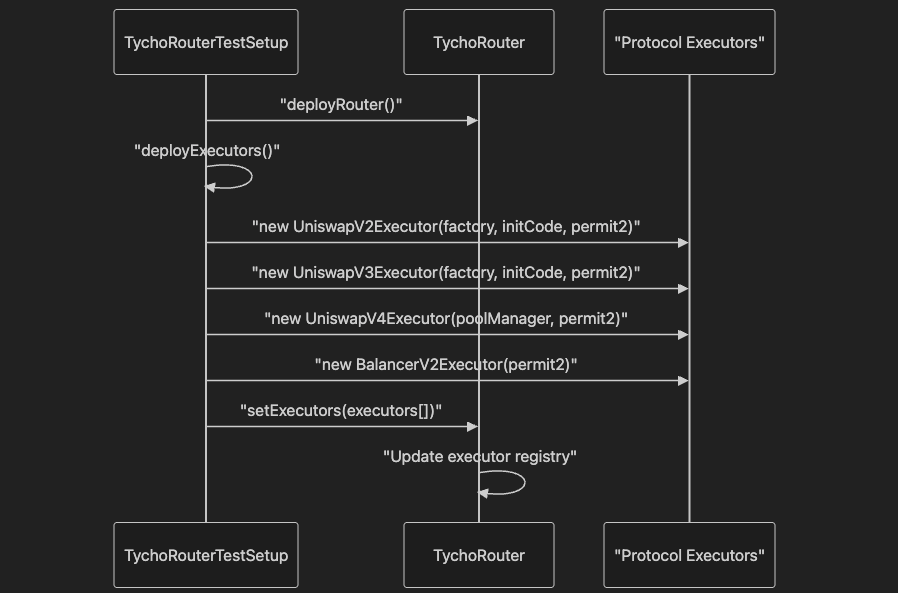 TychoRouterTestSetup
TychoRouter
"Protocol Executors"
"deployRouter()"
"deployExecutors()"
"new UniswapV2Executor(factory, initCode, permit2)"
"new UniswapV3Executor(factory, initCode, permit2)"
"new UniswapV4Executor(poolManager, permit2)"
"new BalancerV2Executor(permit2)"
"setExecutors(executors[])"
"Update executor registry"
TychoRouterTestSetup
TychoRouter
"Protocol Executors"